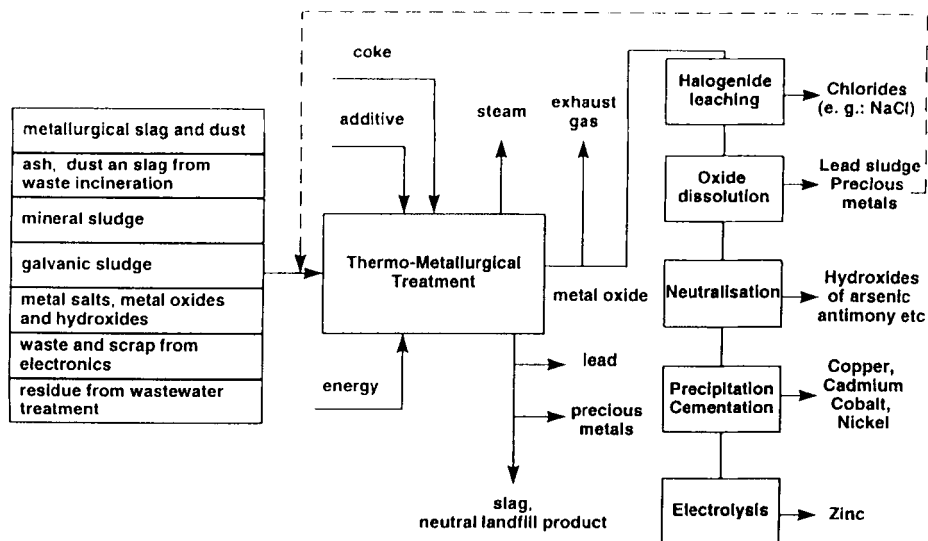 metallurgical slag and dust
ash, dust an slag from
waste incineration
mineral sludge
galvanic sludge
metal salts, metal oxides
and hydroxides
waste and scrap from
electronics
residue from wastewater
treatment
coke
additive
energy
Thermo-Metallurgical
Treatment
steam
exhaust
gas
metal oxide
lead
precious
metals
slag,
neutral landfill product
Halogenide
leaching
Chlorides
(e. g.: NaCl)
Oxide
dissolution
Lead sludge
Precious
metals
Neutralisation
Hydroxides
of arsenic
antimony etc
Precipitation
Cementation
Copper,
Cadmium
Cobalt,
Nickel
Electrolysis
Zinc